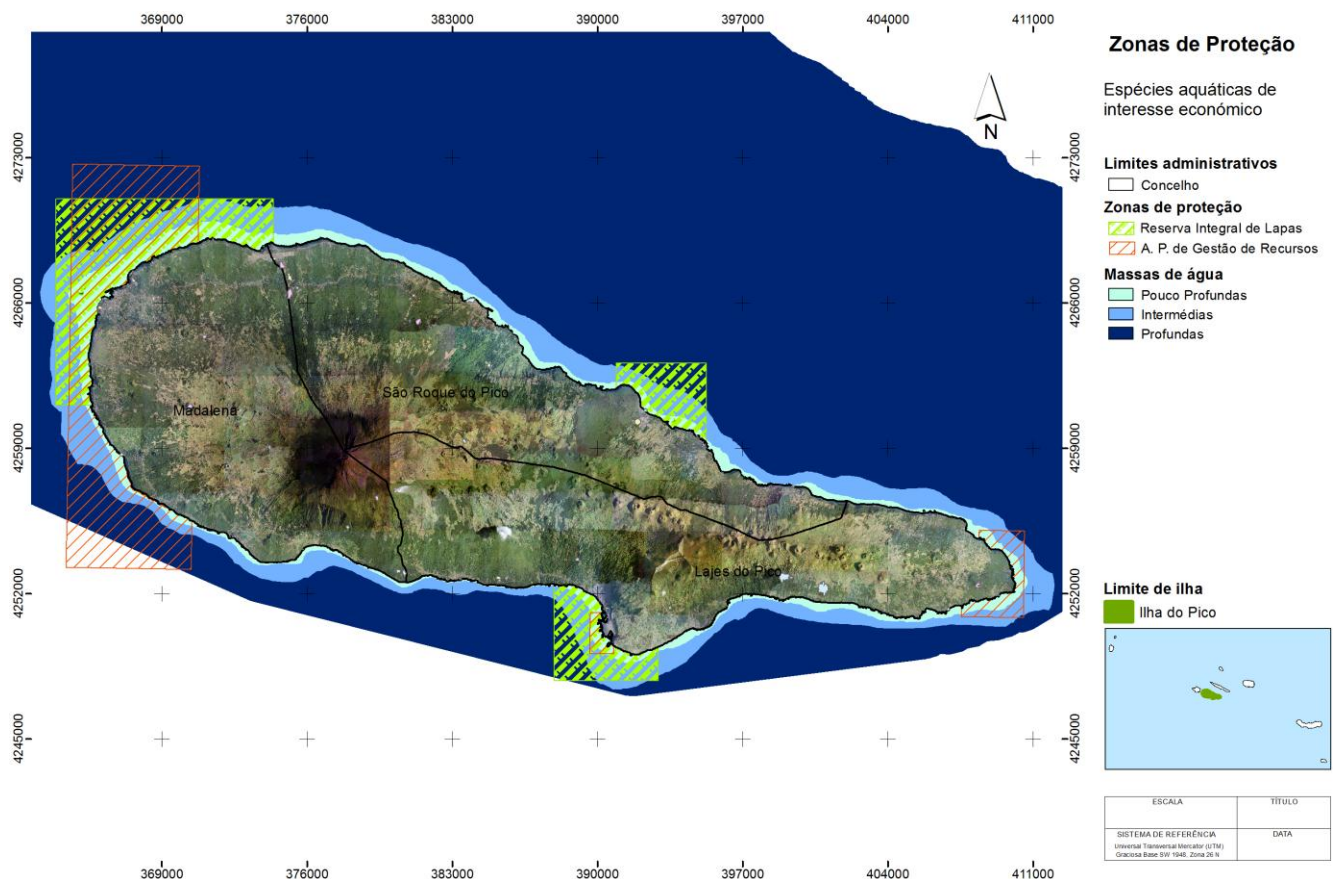 369000
376000
383000
390000
397000
404000
411000
4273000
4266000
4259000
4252000
4245000
4273000
4266000
4259000
4252000
4245000
N
Madalena
São Roque do Pico
Lajes do Pico
369000
376000
383000
390000
397000
404000
411000
Zonas de Proteção
Espécies aquáticas de
interesse económico
Limites administrativos
Concelho
Zonas de proteção
Reserva Integral de Lapas
A. P. de Gestão de Recursos
Massas de água
Pouco Profundas
Intermédias
Profundas
Limite de ilha
Ilha do Pico
ESCALA
TÍTULO
SISTEMA DE REFERÊNCIA
DATA
Universal Transversal Mercator (UTM)
Graciosa Base SW 1948, Zona 26 N